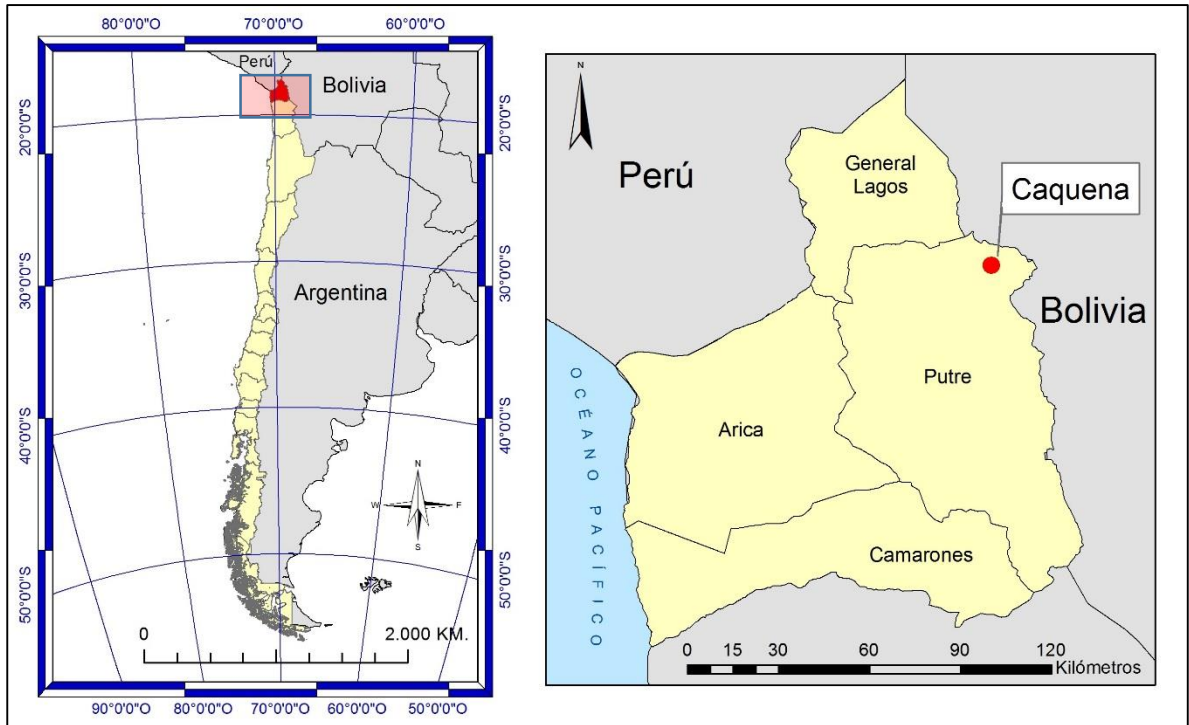 80°0'0"O
70°0'0"O
60°0'0"O
Perú
Bolivia
Argentina
20°0'0"S
30°0'0"S
40°0'0"S
50°0'0"S
20°0'0"S
30°0'0"S
40°0'0"S
50°0'0"S
N
W
E
S
0
2.000 KM.
90°0'0"O
80°0'0"O
70°0'0"O
60°0'0"O
50°0'0"O
N
Perú
General
Lagos
Caquena
Bolivia
Putre
Arica
Camarones
OCÉANO PACÍFICO
0 15 30 60 90 120
Kilómetros